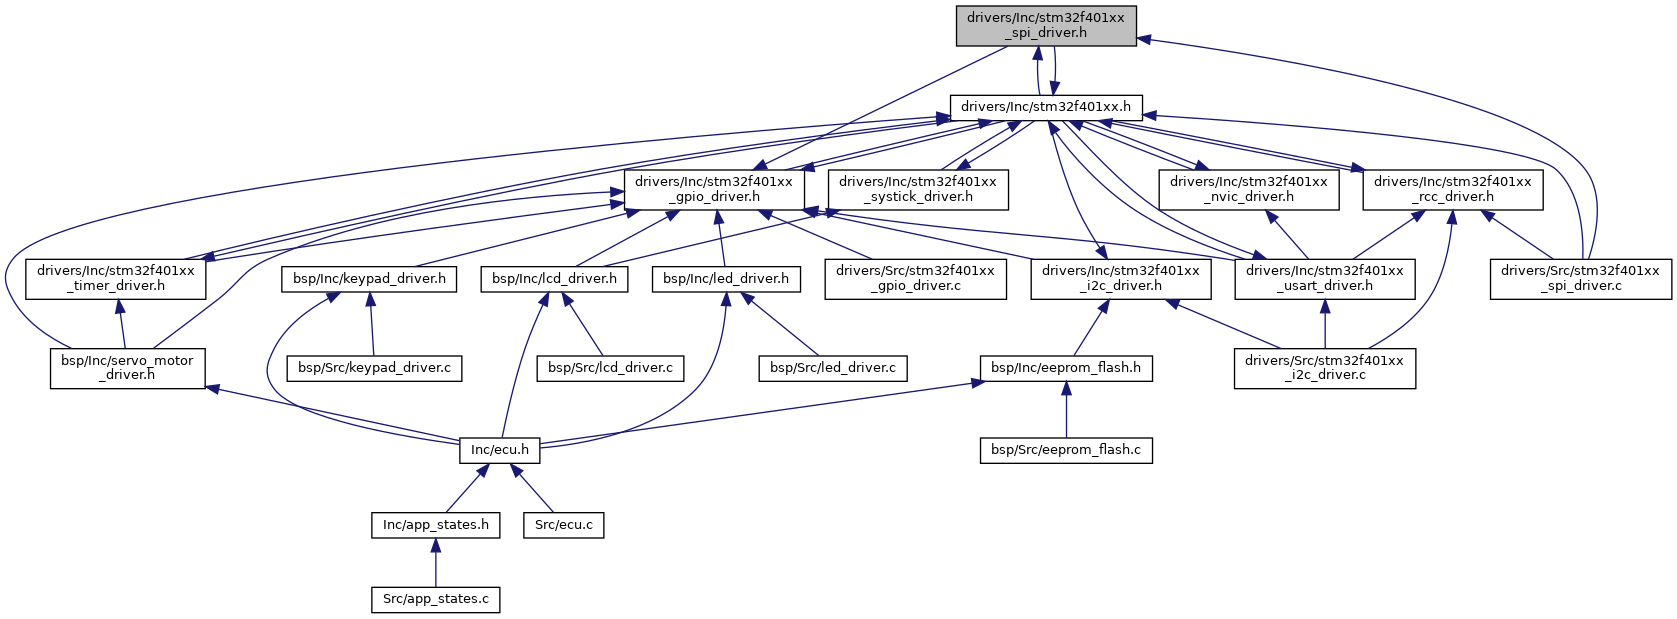 drivers/Inc/stm32f401xx
_spi_driver.h
drivers/Inc/stm32f401xx.h
drivers/Inc/stm32f401xx
_gpio_driver.h
drivers/Inc/stm32f401xx
_systick_driver.h
drivers/Inc/stm32f401xx
_nvic_driver.h
drivers/Inc/stm32f401xx
_rcc_driver.h
drivers/Inc/stm32f401xx
_timer_driver.h
bsp/Inc/keypad_driver.h
bsp/Inc/lcd_driver.h
bsp/Inc/led_driver.h
drivers/Src/stm32f401xx
_gpio_driver.c
drivers/Inc/stm32f401xx
_i2c_driver.h
drivers/Inc/stm32f401xx
_usart_driver.h
drivers/Src/stm32f401xx
_spi_driver.c
bsp/Inc/servo_motor
_driver.h
bsp/Src/keypad_driver.c
bsp/Src/lcd_driver.c
bsp/Src/led_driver.c
bsp/Inc/eeprom_flash.h
drivers/Src/stm32f401xx
_i2c_driver.c
Inc/ecu.h
bsp/Src/eeprom_flash.c
Inc/app_states.h
Src/ecu.c
Src/app_states.c